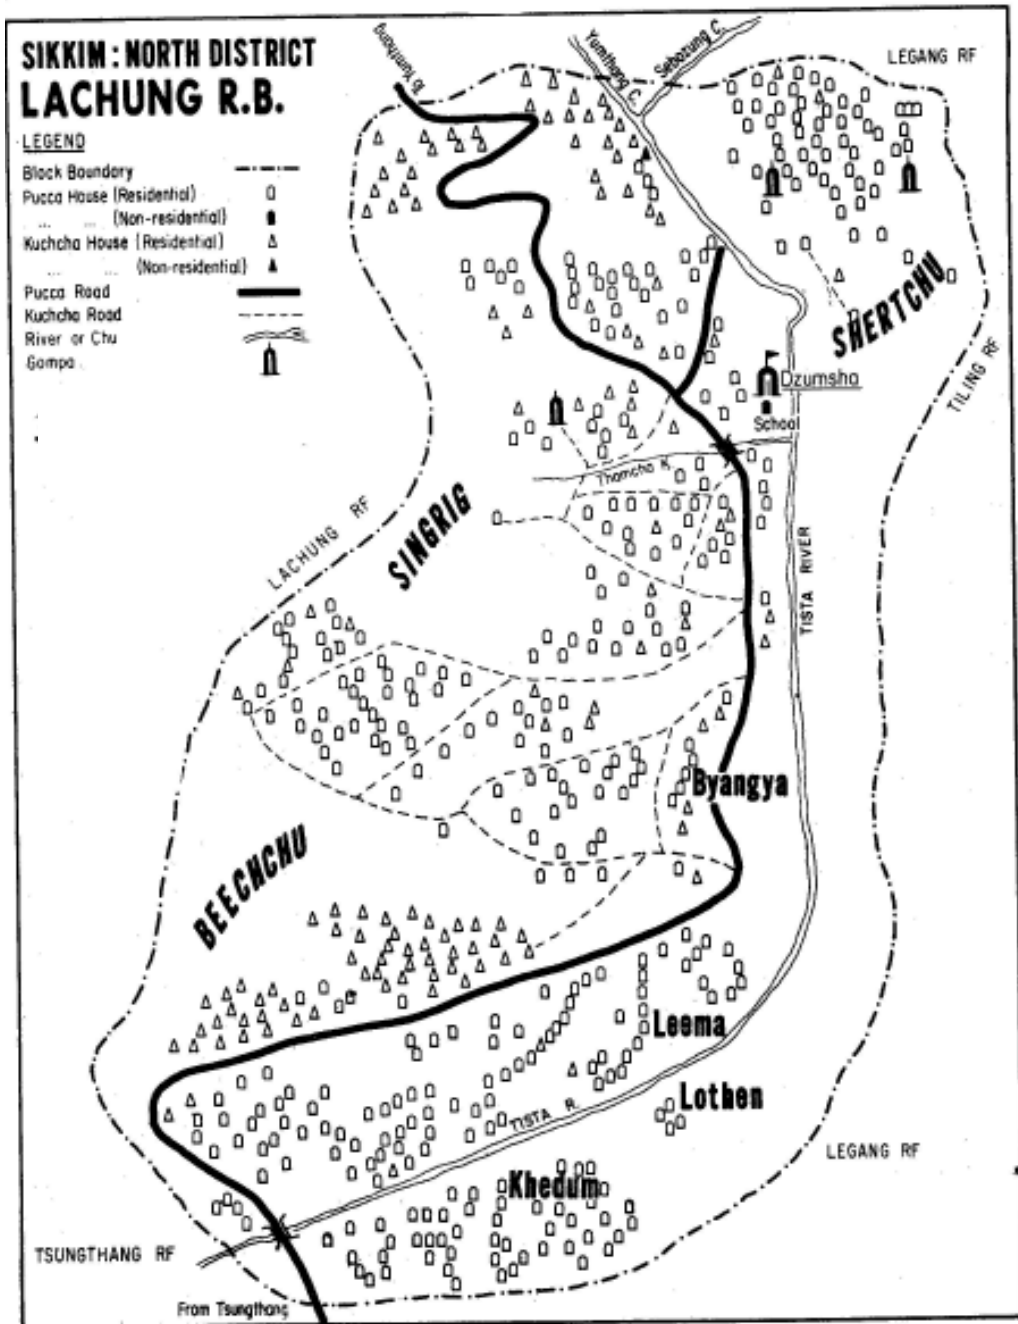 SIKKIM : NORTH DISTRICT
LACHUNG R.B.
LEGEND
Block Boundary
Pucca House (Residential)
... ... (Non-residential)
Kuchcha House (Residential)
... ... (Non-residential)
Pucca Road
Kuchcha Road
River or Chu
Gompa
To Yumthang
Yumthang C.
Sebozung C.
LEGANG RF
SHERTCHU
TILING RF
Dzumsha
School
Thamcha K.
LACHUNG RF
SINGRIG
TISTA RIVER
Byangya
BEECHCHU
Leema
Lothen
TISTA R.
LEGANG RF
Khedum
TSUNGTHANG RF
From Tsungthang